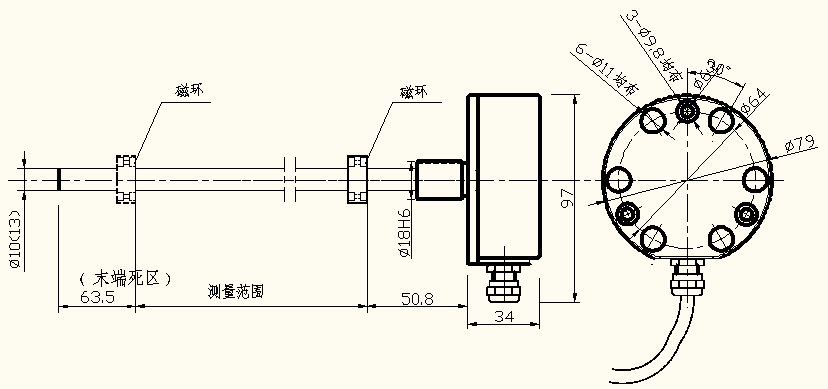 磁环
磁环
Ø10(13)
(末端死区)
63.5
测量范围
50.8
Ø18H6
34
97
3-Ø9.8均布
6-Ø11均布
30°
Ø64
Ø79